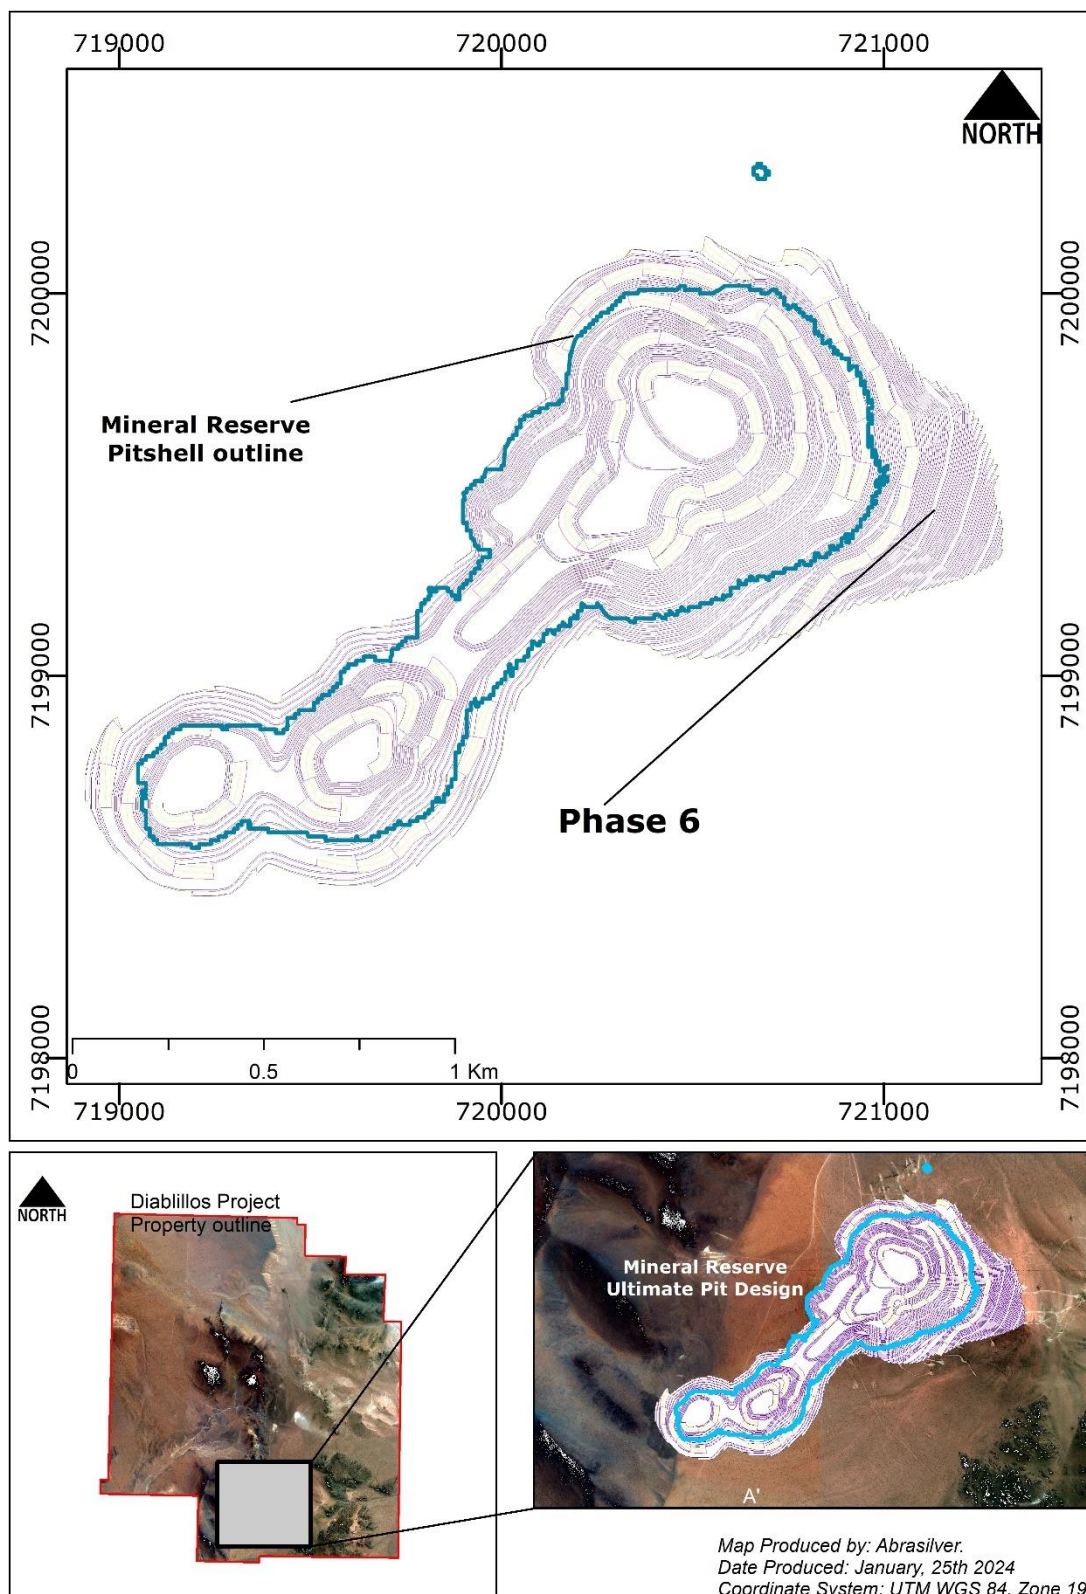 719000 720000 721000
NORTH
7200000 7200000
Mineral Reserve
Pitshell outline
7199000 7199000
Phase 6
7198000 7198000
0 0.5 1 Km
719000 720000 721000
NORTH
Diablillos Project
Property outline
Mineral Reserve
Ultimate Pit Design
A'
Map Produced by: Abrasilver.
Date Produced: January, 25th 2024
Coordinate System: UTM WGS 84, Zone 19